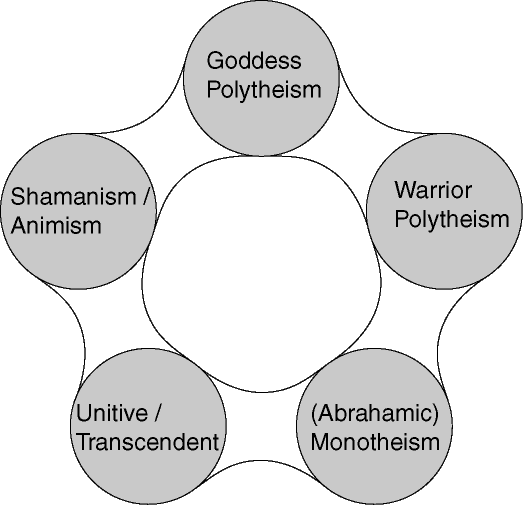 Goddess
Polytheism
Shamanism /
Animism
Warrior
Polytheism
Unitive /
Transcendent
(Abrahamic)
Monotheism